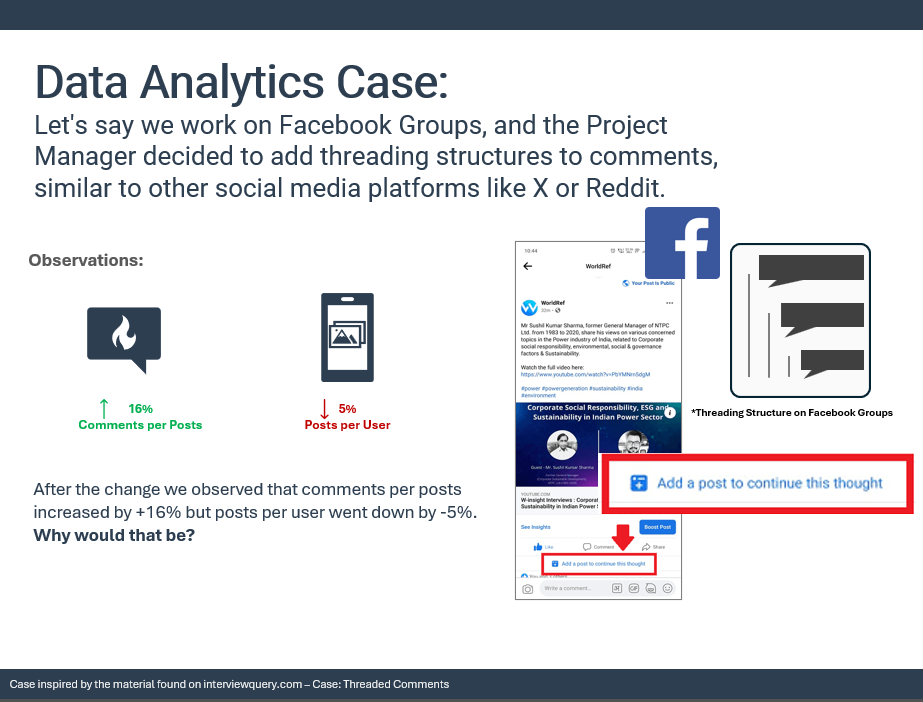 Data Analytics Case:
Let's say we work on Facebook Groups, and the Project
Manager decided to add threading structures to comments,
similar to other social media platforms like X or Reddit.
Observations:
↑ 16%
Comments per Posts
↓ 5%
Posts per User
After the change we observed that comments per posts
increased by +16% but posts per user went down by -5%.
Why would that be?
10:44
WorldRef
Your Post Is Public
WorldRef
Mr Sushil Kumar Sharma, former General Manager of NTPC
Ltd. from 1983 to 2020, share his views on various concerned
topics in the Power industry of India, related to Corporate
social responsibility, environmental, social & governance
factors & Sustainability.
Watch the full video here:
https://www.youtube.com/watch?v=PbYMNm5dgM
#power #powergeneration #sustainability #india
#environment
Corporate Social Responsibility, ESG and
Sustainability in Indian Power Sector
Guest - Mr. Sushil Kumar Sharma
YOUTUBE.COM
W-insight Interviews : Corporat
Sustainability in Indian Power
See Insights
Boost Post
Like
Comment
Share
Add a post to continue this thought
Write a comment...
GIF
f
*Threading Structure on Facebook Groups
Add a post to continue this thought
Case inspired by the material found on interviewquery.com – Case: Threaded Comments